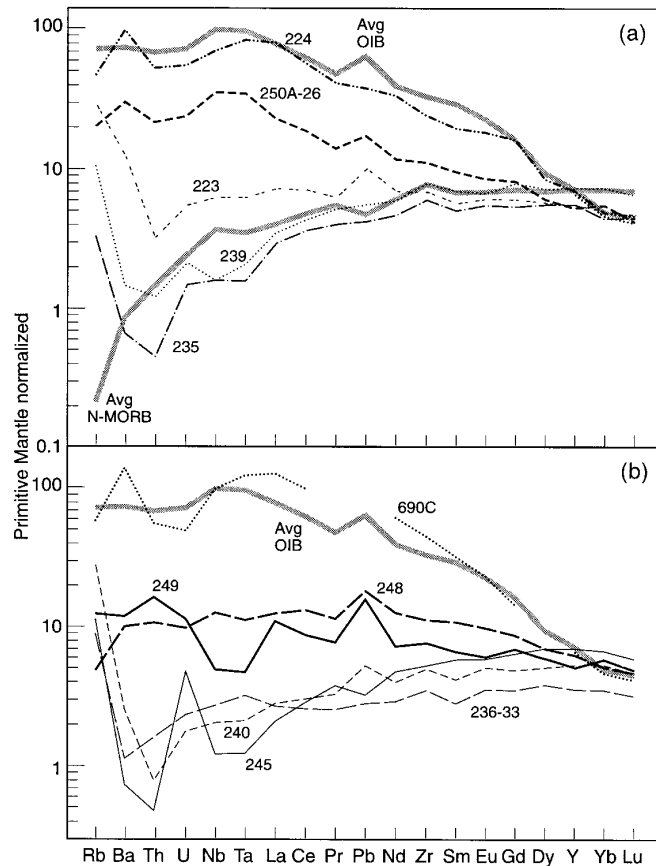 Primitive Mantle normalized
100
(a)
Avg
OIB
224
250A-26
10
223
239
1
235
Avg
N-MORB
0.1
(b)
100
Avg
OIB
690C
249
248
10
240
236-33
245
1
Rb Ba Th U Nb Ta La Ce Pr Pb Nd Zr Sm Eu Gd Dy Y Yb Lu